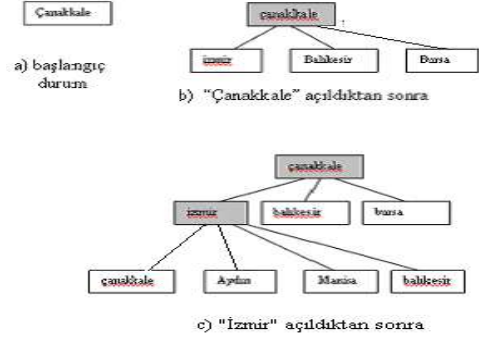 Çanakkale
a) başlangıç
durum
çanakkale
izmir
Balıkesir
Bursa
b) "Çanakkale" açıldıktan sonra
çanakkale
izmir
balıkesir
bursa
çanakkale
Aydın
Manisa
balıkesir
c) "İzmir" açıldıktan sonra